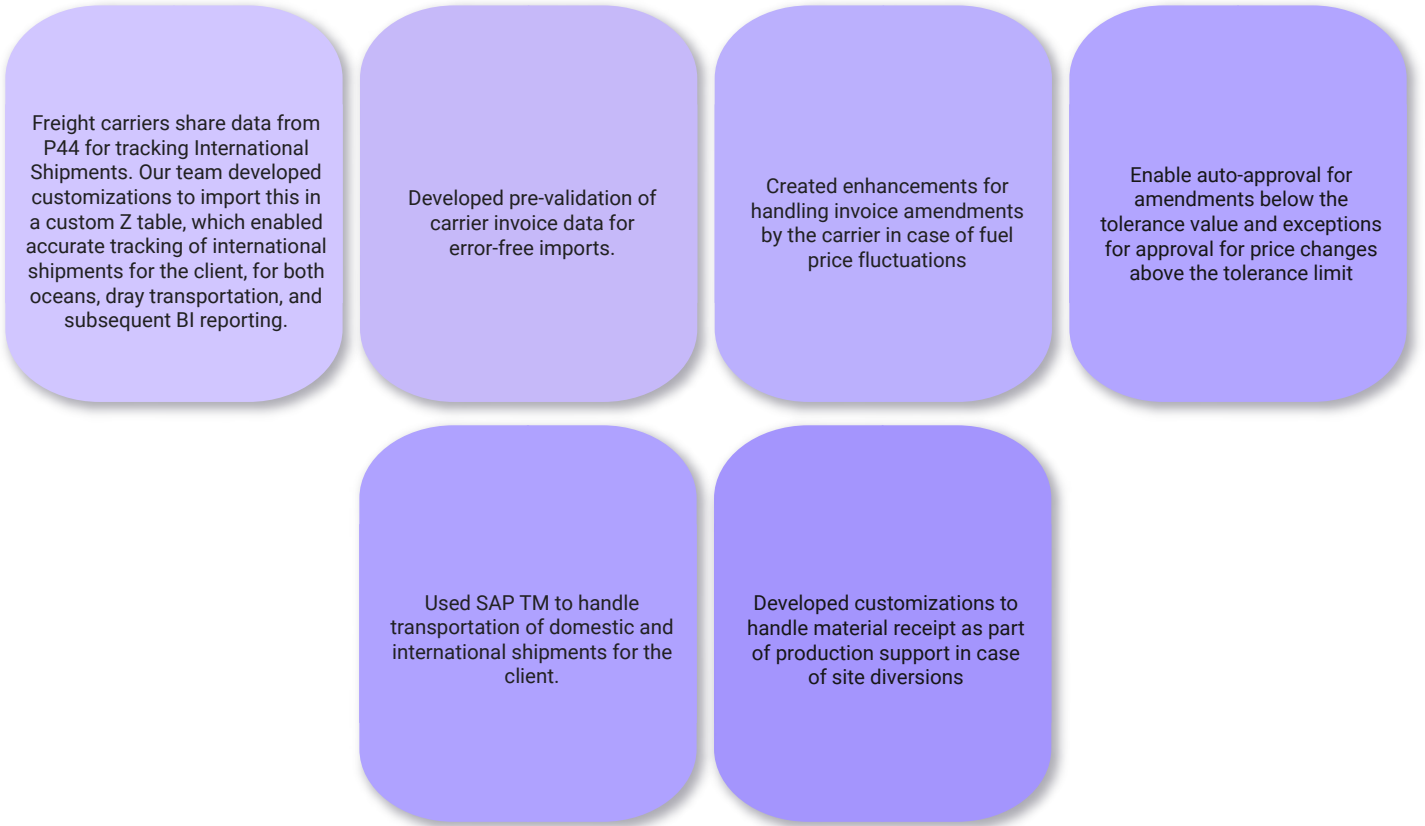 Freight carriers share data from
P44 for tracking International
Shipments. Our team developed
customizations to import this in
a custom Z table, which enabled
accurate tracking of international
shipments for the client, for both
oceans, dray transportation, and
subsequent BI reporting.
Developed pre-validation of
carrier invoice data for
error-free imports.
Created enhancements for
handling invoice amendments
by the carrier in case of fuel
price fluctuations
Enable auto-approval for
amendments below the
tolerance value and exceptions
for approval for price changes
above the tolerance limit
Used SAP TM to handle
transportation of domestic and
international shipments for the
client.
Developed customizations to
handle material receipt as part
of production support in case
of site diversions